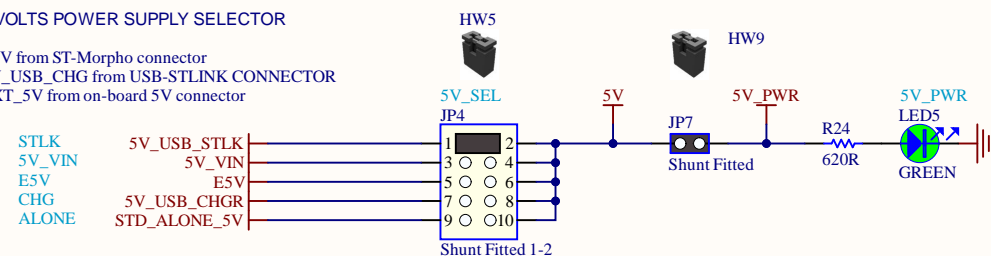 VOLTS POWER SUPPLY SELECTOR
V from ST-Morpho connector
_USB_CHG from USB-STLINK CONNECTOR
XT_5V from on-board 5V connector
HW5
HW9
5V_SEL
JP4
5V
5V_PWR
5V_PWR
JP7
R24
LED5
STLK 5V_USB_STLK 1 2
5V_VIN 5V_VIN 3 4
E5V E5V 5 6
CHG 5V_USB_CHGR 7 8
ALONE STD_ALONE_5V 9 10
Shunt Fitted
620R
GREEN
Shunt Fitted 1-2